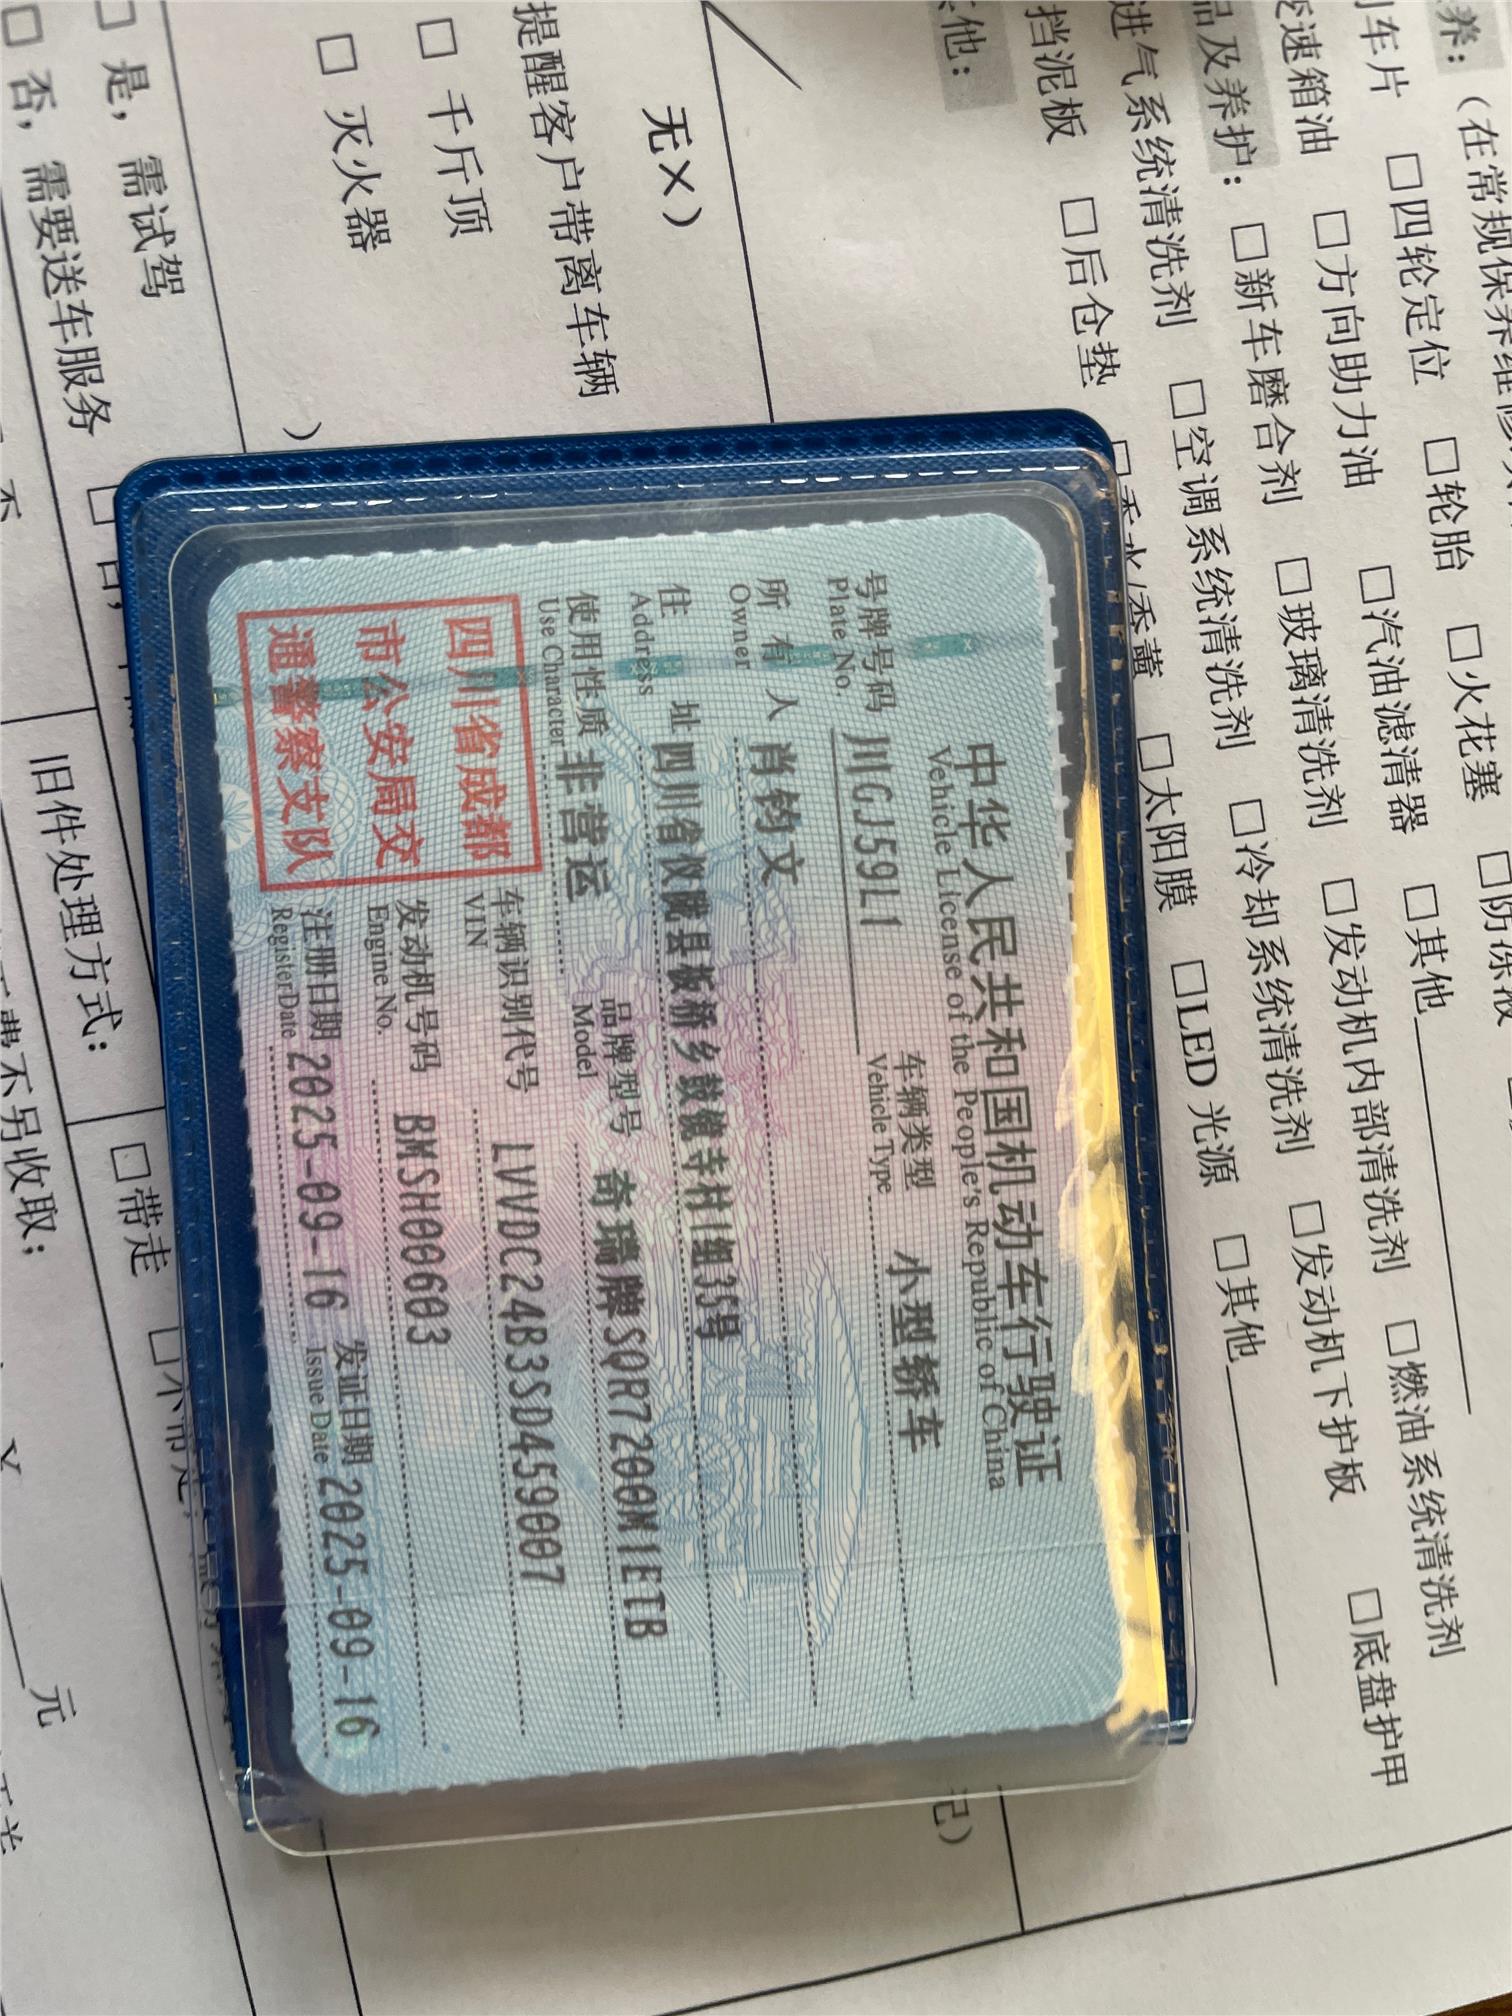 中华人民共和国机动车行驶证
Vehicle License of the People's Republic of China
号牌号码 川GJ59L1 车辆类型 小型轿车
Plate No. Vehicle Type
所有人 肖钧文
Owner
住址 四川省仪陇县板桥乡鼓楼寺村1组35号
Address
使用性质 非营运 品牌型号 奇瑞牌SQR7200M1ETB
Use Character Model
四川省成都
市公安局交
通警察支队
车辆识别代号 LVVDC24B3SD459007
VIN
发动机号码 BMSH00603
Engine No.
注册日期 2025-09-16 发证日期 2025-09-16
Register Date Issue Date
养：（在常规保养维修
车片 □四轮定位 □轮胎 □火花塞 □防冻液
变速箱油 □方向助力油 □汽油滤清器 □其他
品及养护： □新车磨合剂 □玻璃清洗剂 □发动机内部清洗剂 □燃油系统清洗剂
进气系统清洗剂 □空调系统清洗剂 □冷却系统清洗剂 □发动机下护板 □底盘护甲
挡泥板 □后仓垫 □香水/香薰 □太阳膜 □LED 光源 □其他
其他：
无×）
提醒客户带离车辆
□ 千斤顶
□ 灭火器
）
□ 是，需试驾
□ 否，需要送车服务
旧件处理方式： □带走
不另收取；
元
记）